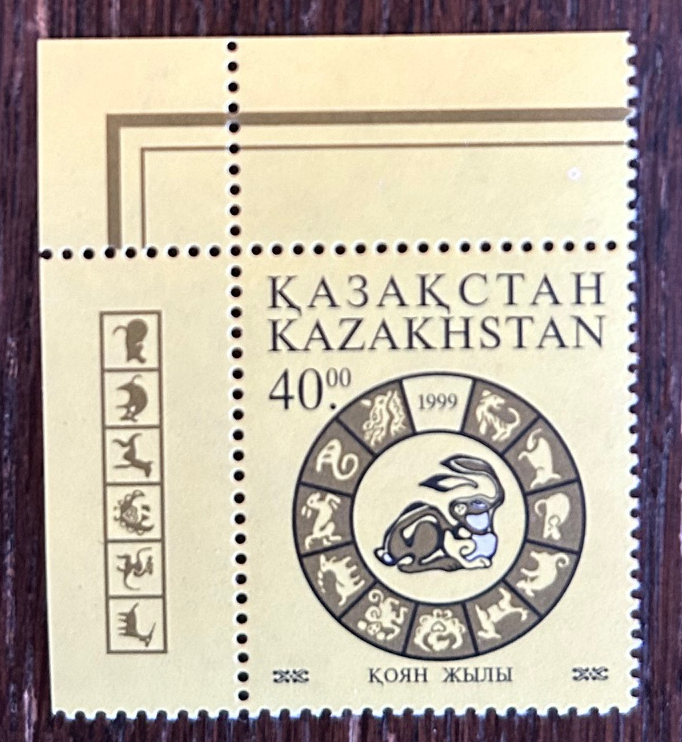 ҚАЗАҚСТАН
KAZAKHSTAN
40.00
1999
ҚОЯН ЖЫЛЫ